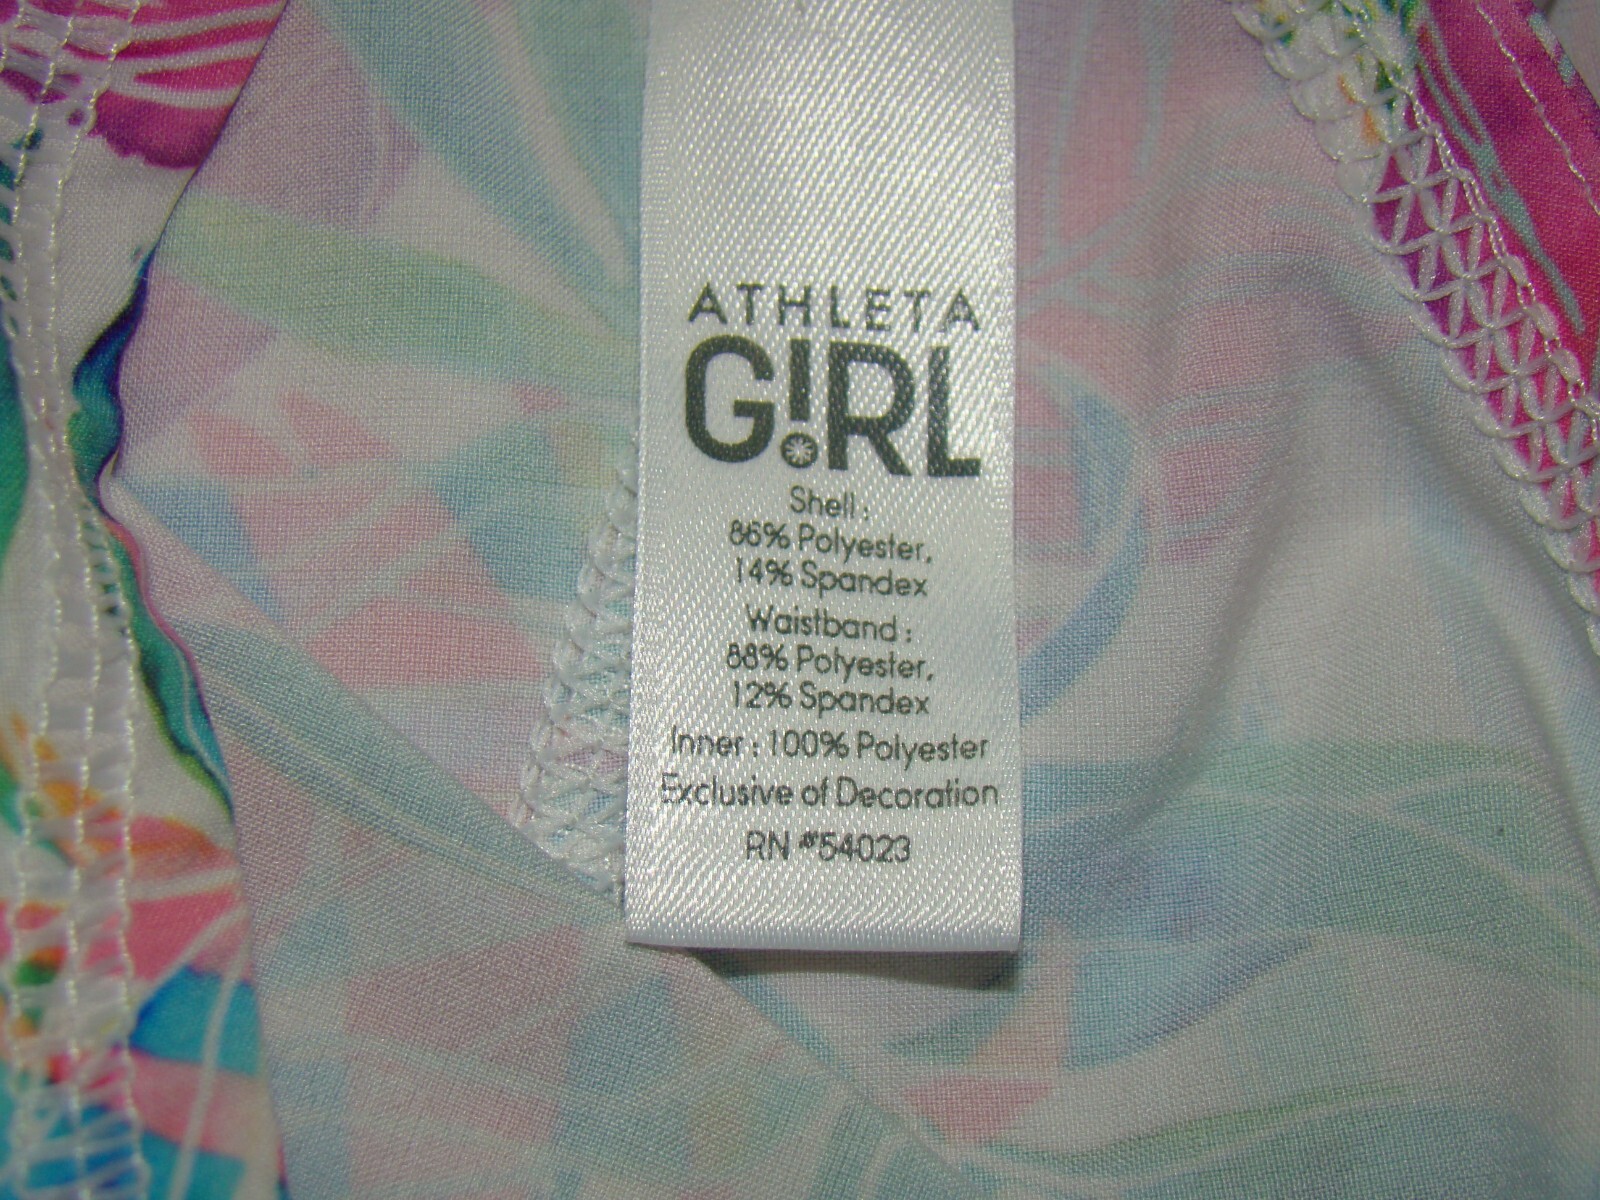 ATHLETA
G!RL
Shell :
86% Polyester,
14% Spandex
Waistband :
88% Polyester,
12% Spandex
Inner : 100% Polyester
Exclusive of Decoration
RN #54023